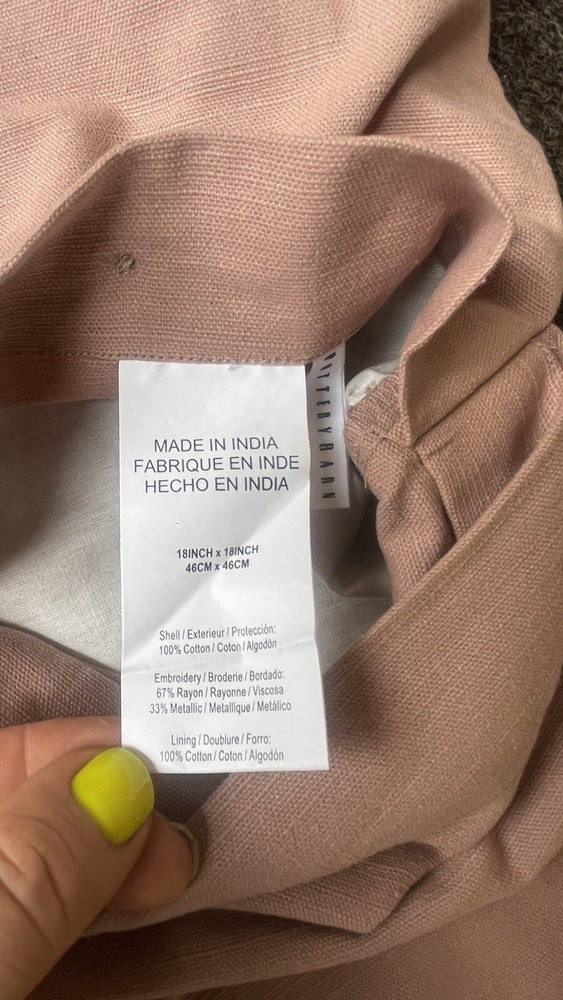 MADE IN INDIA
FABRIQUE EN INDE
HECHO EN INDIA
18INCH x 18INCH
46CM x 46CM
Shell / Exterieur / Protección:
100% Cotton / Coton / Algodón
Embroidery / Broderie / Bordado:
67% Rayon / Rayonne / Viscosa
33% Metallic / Metallique / Metálico
Lining / Doublure / Forro:
100% Cotton / Coton / Algodón
POTTERY BARN